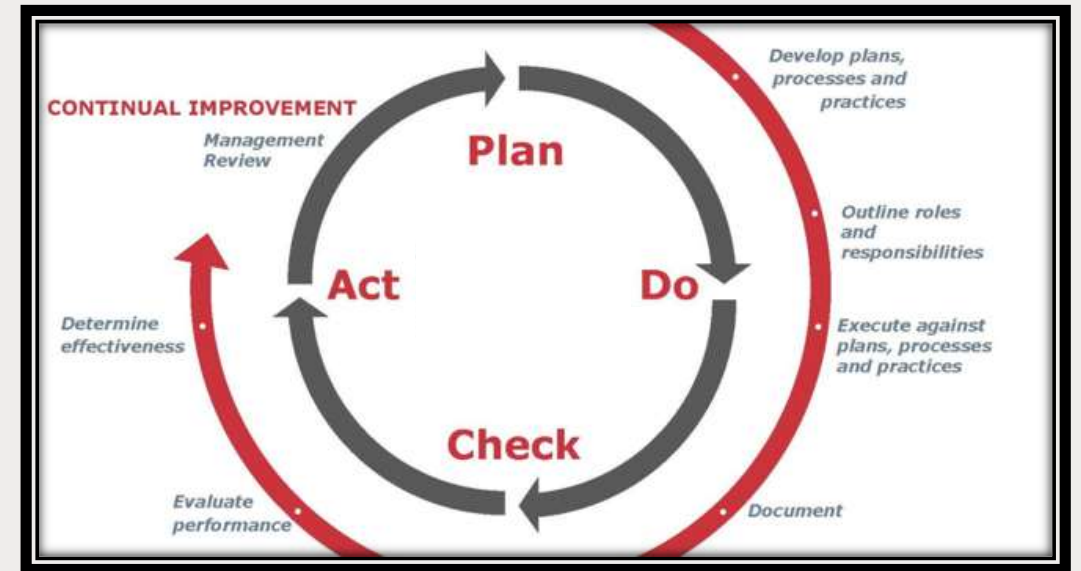 CONTINUAL IMPROVEMENT
Management
Review
Plan
Develop plans,
processes and
practices
Outline roles
and
responsibilities
Act
Do
Execute against
plans, processes
and practices
Determine
effectiveness
Check
Evaluate
performance
Document